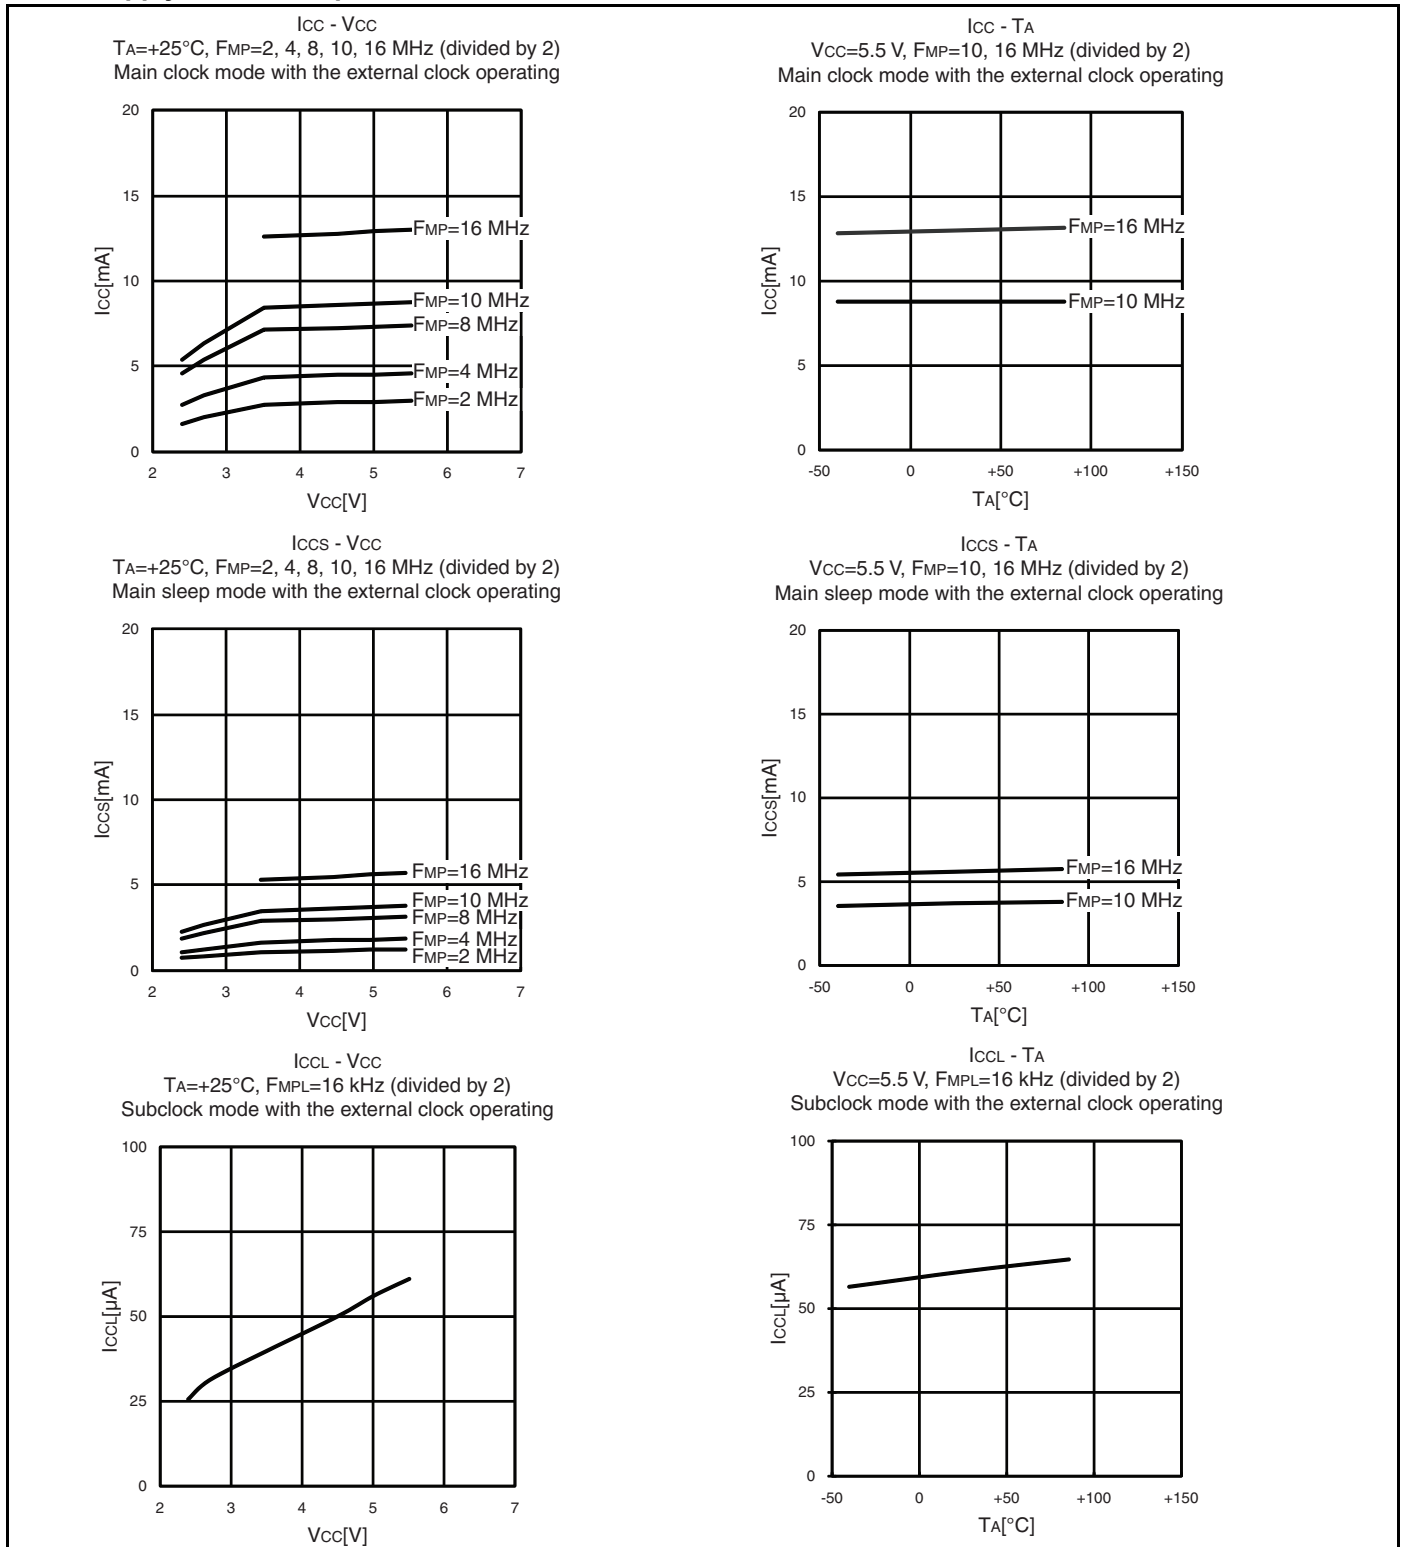 ICC - VCC
TA=+25°C, FMP=2, 4, 8, 10, 16 MHz (divided by 2)
Main clock mode with the external clock operating
20
15
10
5
0
ICC[mA]
FMP=16 MHz
FMP=10 MHz
FMP=8 MHz
FMP=4 MHz
FMP=2 MHz
2 3 4 5 6 7
VCC[V]
ICC - TA
VCC=5.5 V, FMP=10, 16 MHz (divided by 2)
Main clock mode with the external clock operating
20
15
10
5
0
ICC[mA]
FMP=16 MHz
FMP=10 MHz
-50 0 +50 +100 +150
TA[°C]
ICCS - VCC
TA=+25°C, FMP=2, 4, 8, 10, 16 MHz (divided by 2)
Main sleep mode with the external clock operating
20
15
10
5
0
ICCS[mA]
FMP=16 MHz
FMP=10 MHz
FMP=8 MHz
FMP=4 MHz
FMP=2 MHz
2 3 4 5 6 7
VCC[V]
ICCS - TA
VCC=5.5 V, FMP=10, 16 MHz (divided by 2)
Main sleep mode with the external clock operating
20
15
10
5
0
ICCS[mA]
FMP=16 MHz
FMP=10 MHz
-50 0 +50 +100 +150
TA[°C]
ICCL - VCC
TA=+25°C, FMPL=16 kHz (divided by 2)
Subclock mode with the external clock operating
100
75
50
25
0
ICCL[µA]
2 3 4 5 6 7
VCC[V]
ICCL - TA
VCC=5.5 V, FMPL=16 kHz (divided by 2)
Subclock mode with the external clock operating
100
75
50
25
0
ICCL[µA]
-50 0 +50 +100 +150
TA[°C]